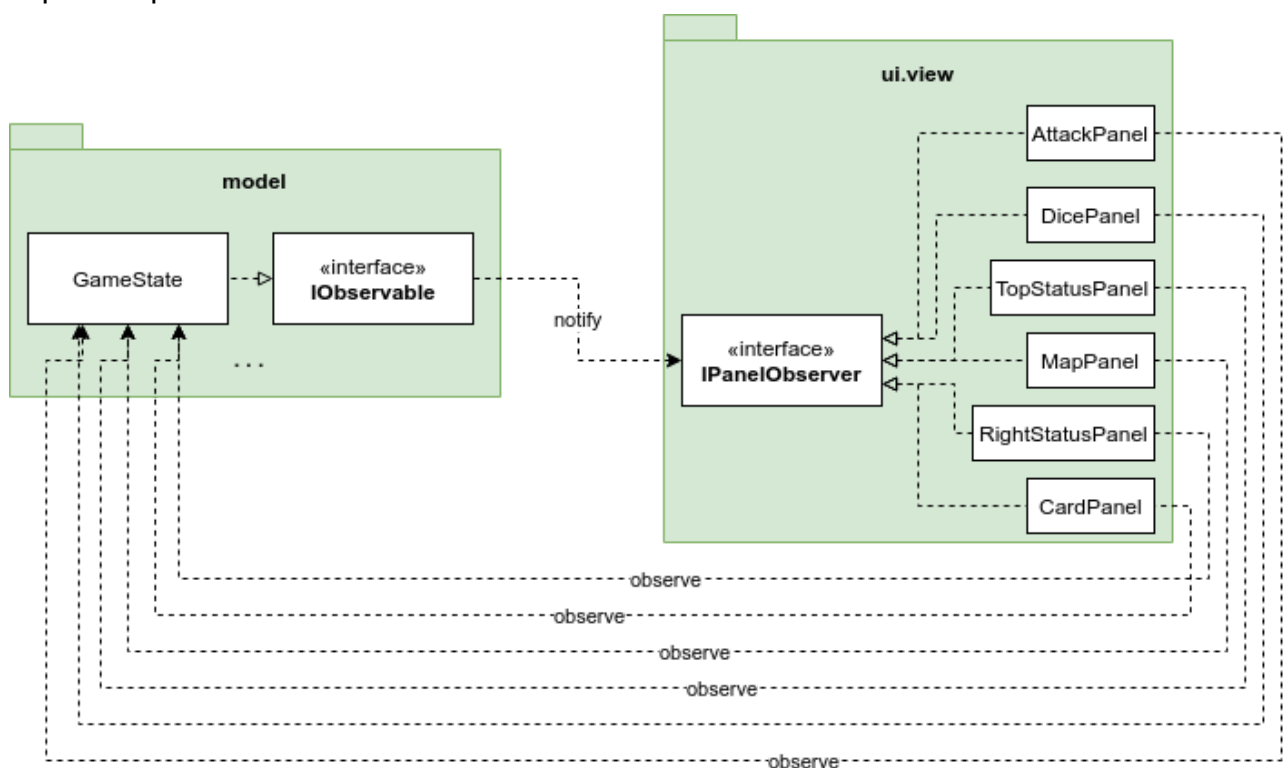 ui.view
AttackPanel
model
DicePanel
GameState
«interface»
IObservable
TopStatusPanel
notify
«interface»
IPanelObserver
MapPanel
...
RightStatusPanel
CardPanel
observe
observe
observe
observe
observe